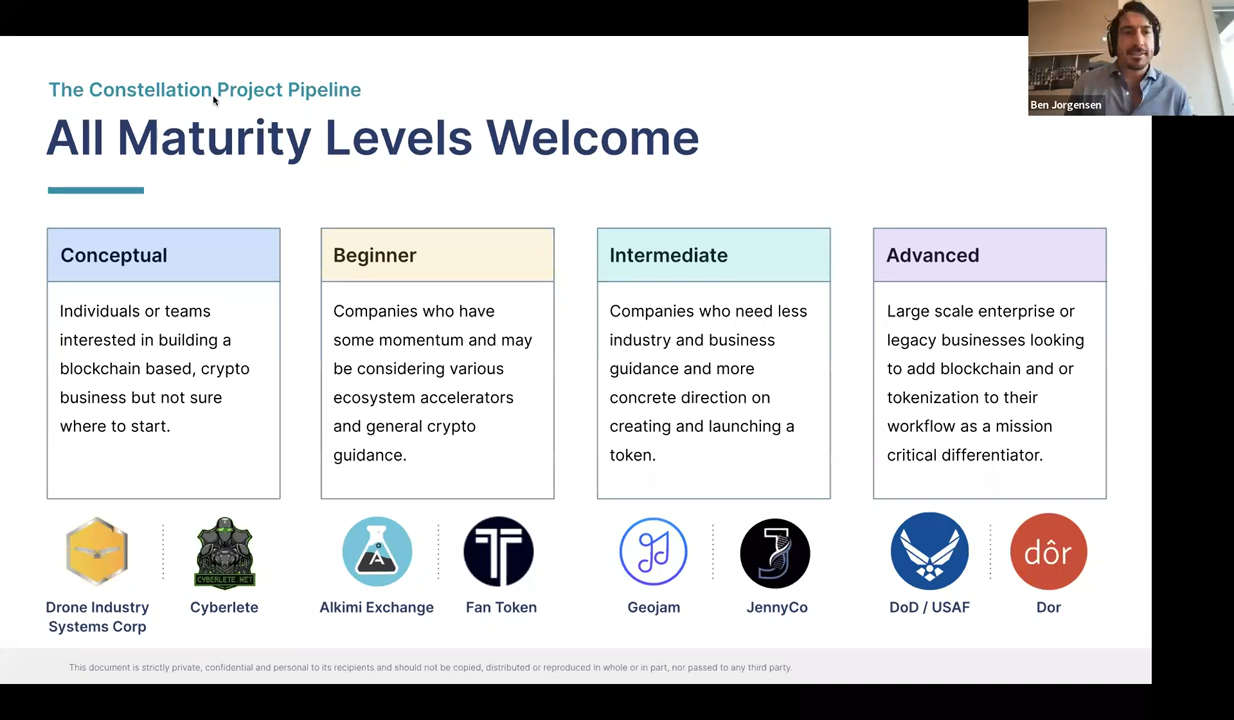 The Constellation Project Pipeline
All Maturity Levels Welcome
Ben Jorgensen
Conceptual
Individuals or teams
interested in building a
blockchain based, crypto
business but not sure
where to start.
Beginner
Companies who have
some momentum and may
be considering various
ecosystem accelerators
and general crypto
guidance.
Intermediate
Companies who need less
industry and business
guidance and more
concrete direction on
creating and launching a
token.
Advanced
Large scale enterprise or
legacy businesses looking
to add blockchain and or
tokenization to their
workflow as a mission
critical differentiator.
CYBERLETE NET
A
dôr
Drone Industry
Systems Corp
Cyberlete
Alkimi Exchange
Fan Token
Geojam
JennyCo
DoD / USAF
Dor
This document is strictly private, confidential and personal to its recipients and should not be copied, distributed or reproduced in whole or in part, nor passed to any third party.